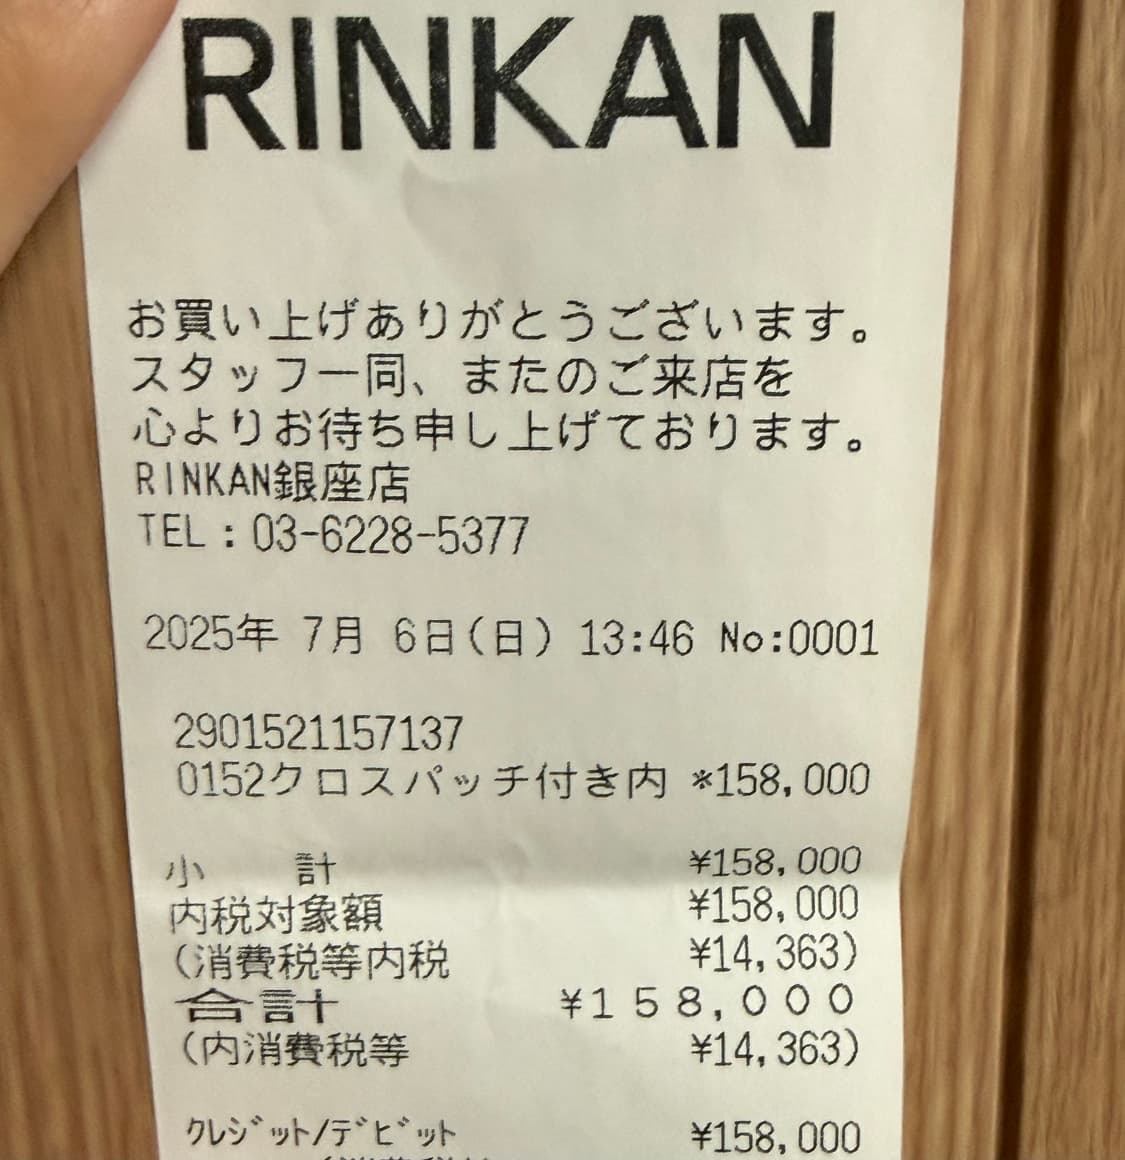 RINKAN
お買い上げありがとうございます。
スタッフ一同、またのご来店を
心よりお待ち申し上げております。
RINKAN銀座店
TEL：03-6228-5377
2025年 7月 6日(日) 13:46 No:0001
2901521157137
0152クロスパッチ付き内 *158,000
小 計 ¥158,000
内税対象額 ¥158,000
(消費税等内税 ¥14,363)
合計 ¥158,000
(内消費税等 ¥14,363)
ｸﾚｼﾞｯﾄ/ﾃﾞﾋﾞｯﾄ ¥158,000